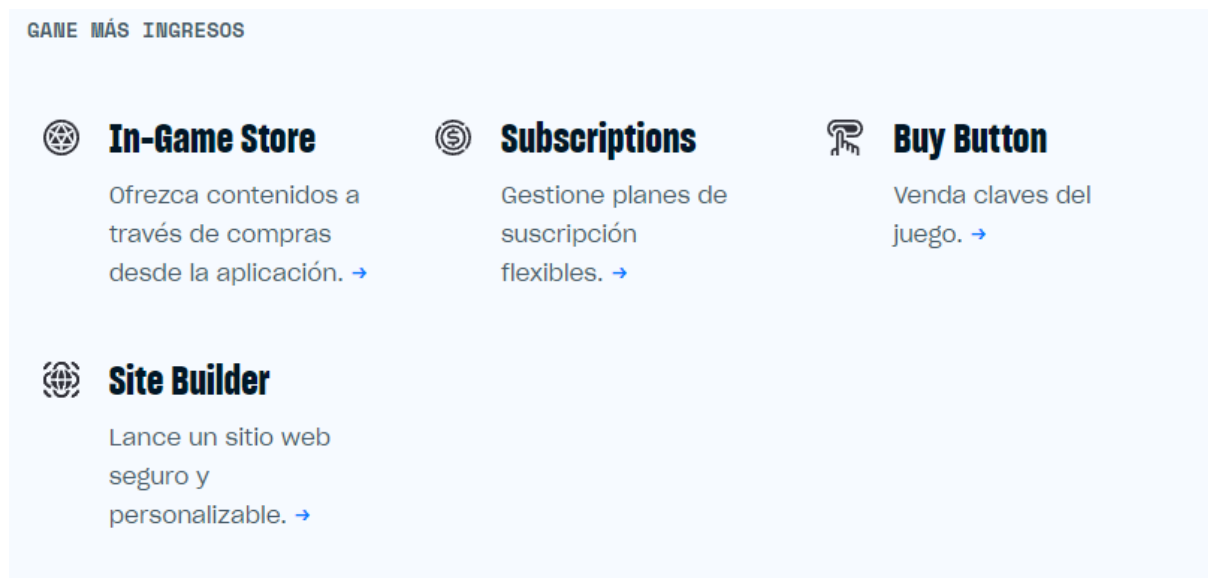 GANE MÁS INGRESOS
In-Game Store
Ofrezca contenidos a
través de compras
desde la aplicación. →
Subscriptions
Gestione planes de
suscripción
flexibles. →
Buy Button
Venda claves del
juego. →
Site Builder
Lance un sitio web
seguro y
personalizable. →